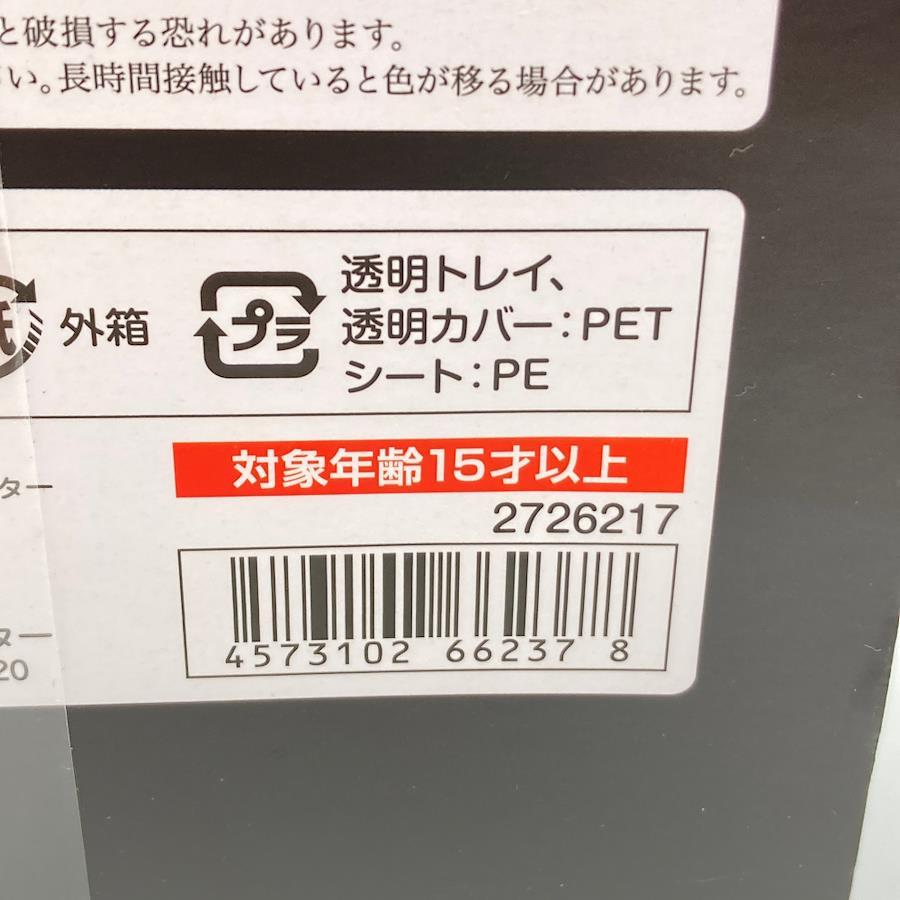 と破損する恐れがあります。
い。長時間接触していると色が移る場合があります。
紙 外箱
プラ
透明トレイ、
透明カバー：PET
シート：PE
対象年齢15才以上
ター
2726217
ター
20
4573102 66237 8